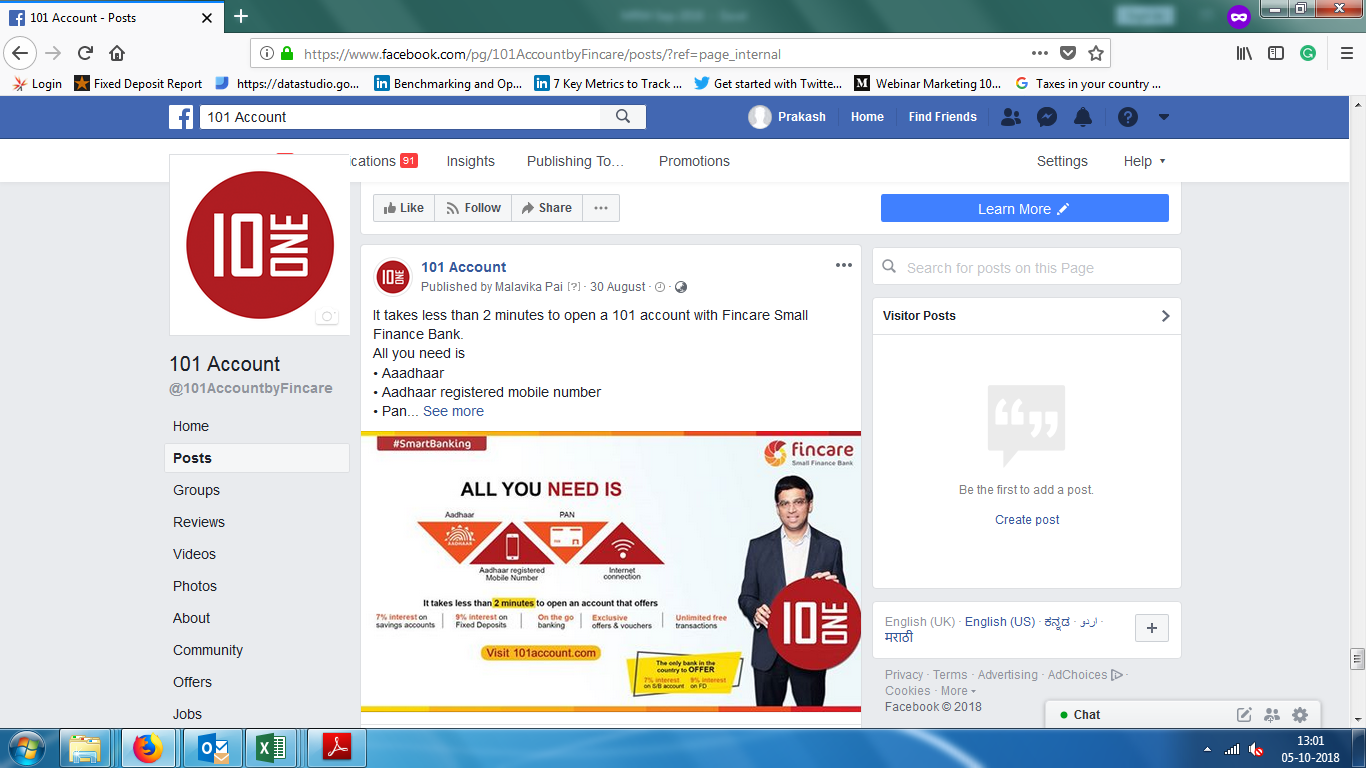 101 Account - Posts
https://www.facebook.com/pg/101AccountbyFincare/posts/?ref=page_internal
Login
Fixed Deposit Report
https://datastudio.go...
Benchmarking and Op...
7 Key Metrics to Track ...
Get started with Twitte...
Webinar Marketing 10...
Taxes in your country ...
101 Account
Prakash
Home
Find Friends
cations 91
Insights
Publishing To...
Promotions
Settings
Help
10
ONE
101 Account
@101AccountbyFincare
Home
Posts
Groups
Reviews
Videos
Photos
About
Community
Offers
Jobs
Like
Follow
Share
Learn More
10
ONE
101 Account
Published by Malavika Pai [?] · 30 August ·
It takes less than 2 minutes to open a 101 account with Fincare Small
Finance Bank.
All you need is
• Aaadhaar
• Aadhaar registered mobile number
• Pan... See more
#SmartBanking
fincare
Small Finance Bank
ALL YOU NEED IS
Aadhaar
PAN
AADHAAR
Aadhaar registered
Mobile Number
Internet
connection
It takes less than 2 minutes to open an account that offers
7% interest on
savings accounts
9% interest on
Fixed Deposits
On the go
banking
Exclusive
offers & vouchers
Unlimited free
transactions
Visit 101account.com
The only bank in the
country to OFFER
7% interest
on S/B account
9% interest
on FD
10
ONE
Search for posts on this Page
Visitor Posts
Be the first to add a post.
Create post
English (UK) · English (US) · ಕನ್ನಡ · اردو ·
मराठी
Privacy · Terms · Advertising · AdChoices ·
Cookies · More
Facebook © 2018
Chat
13:01
05-10-2018